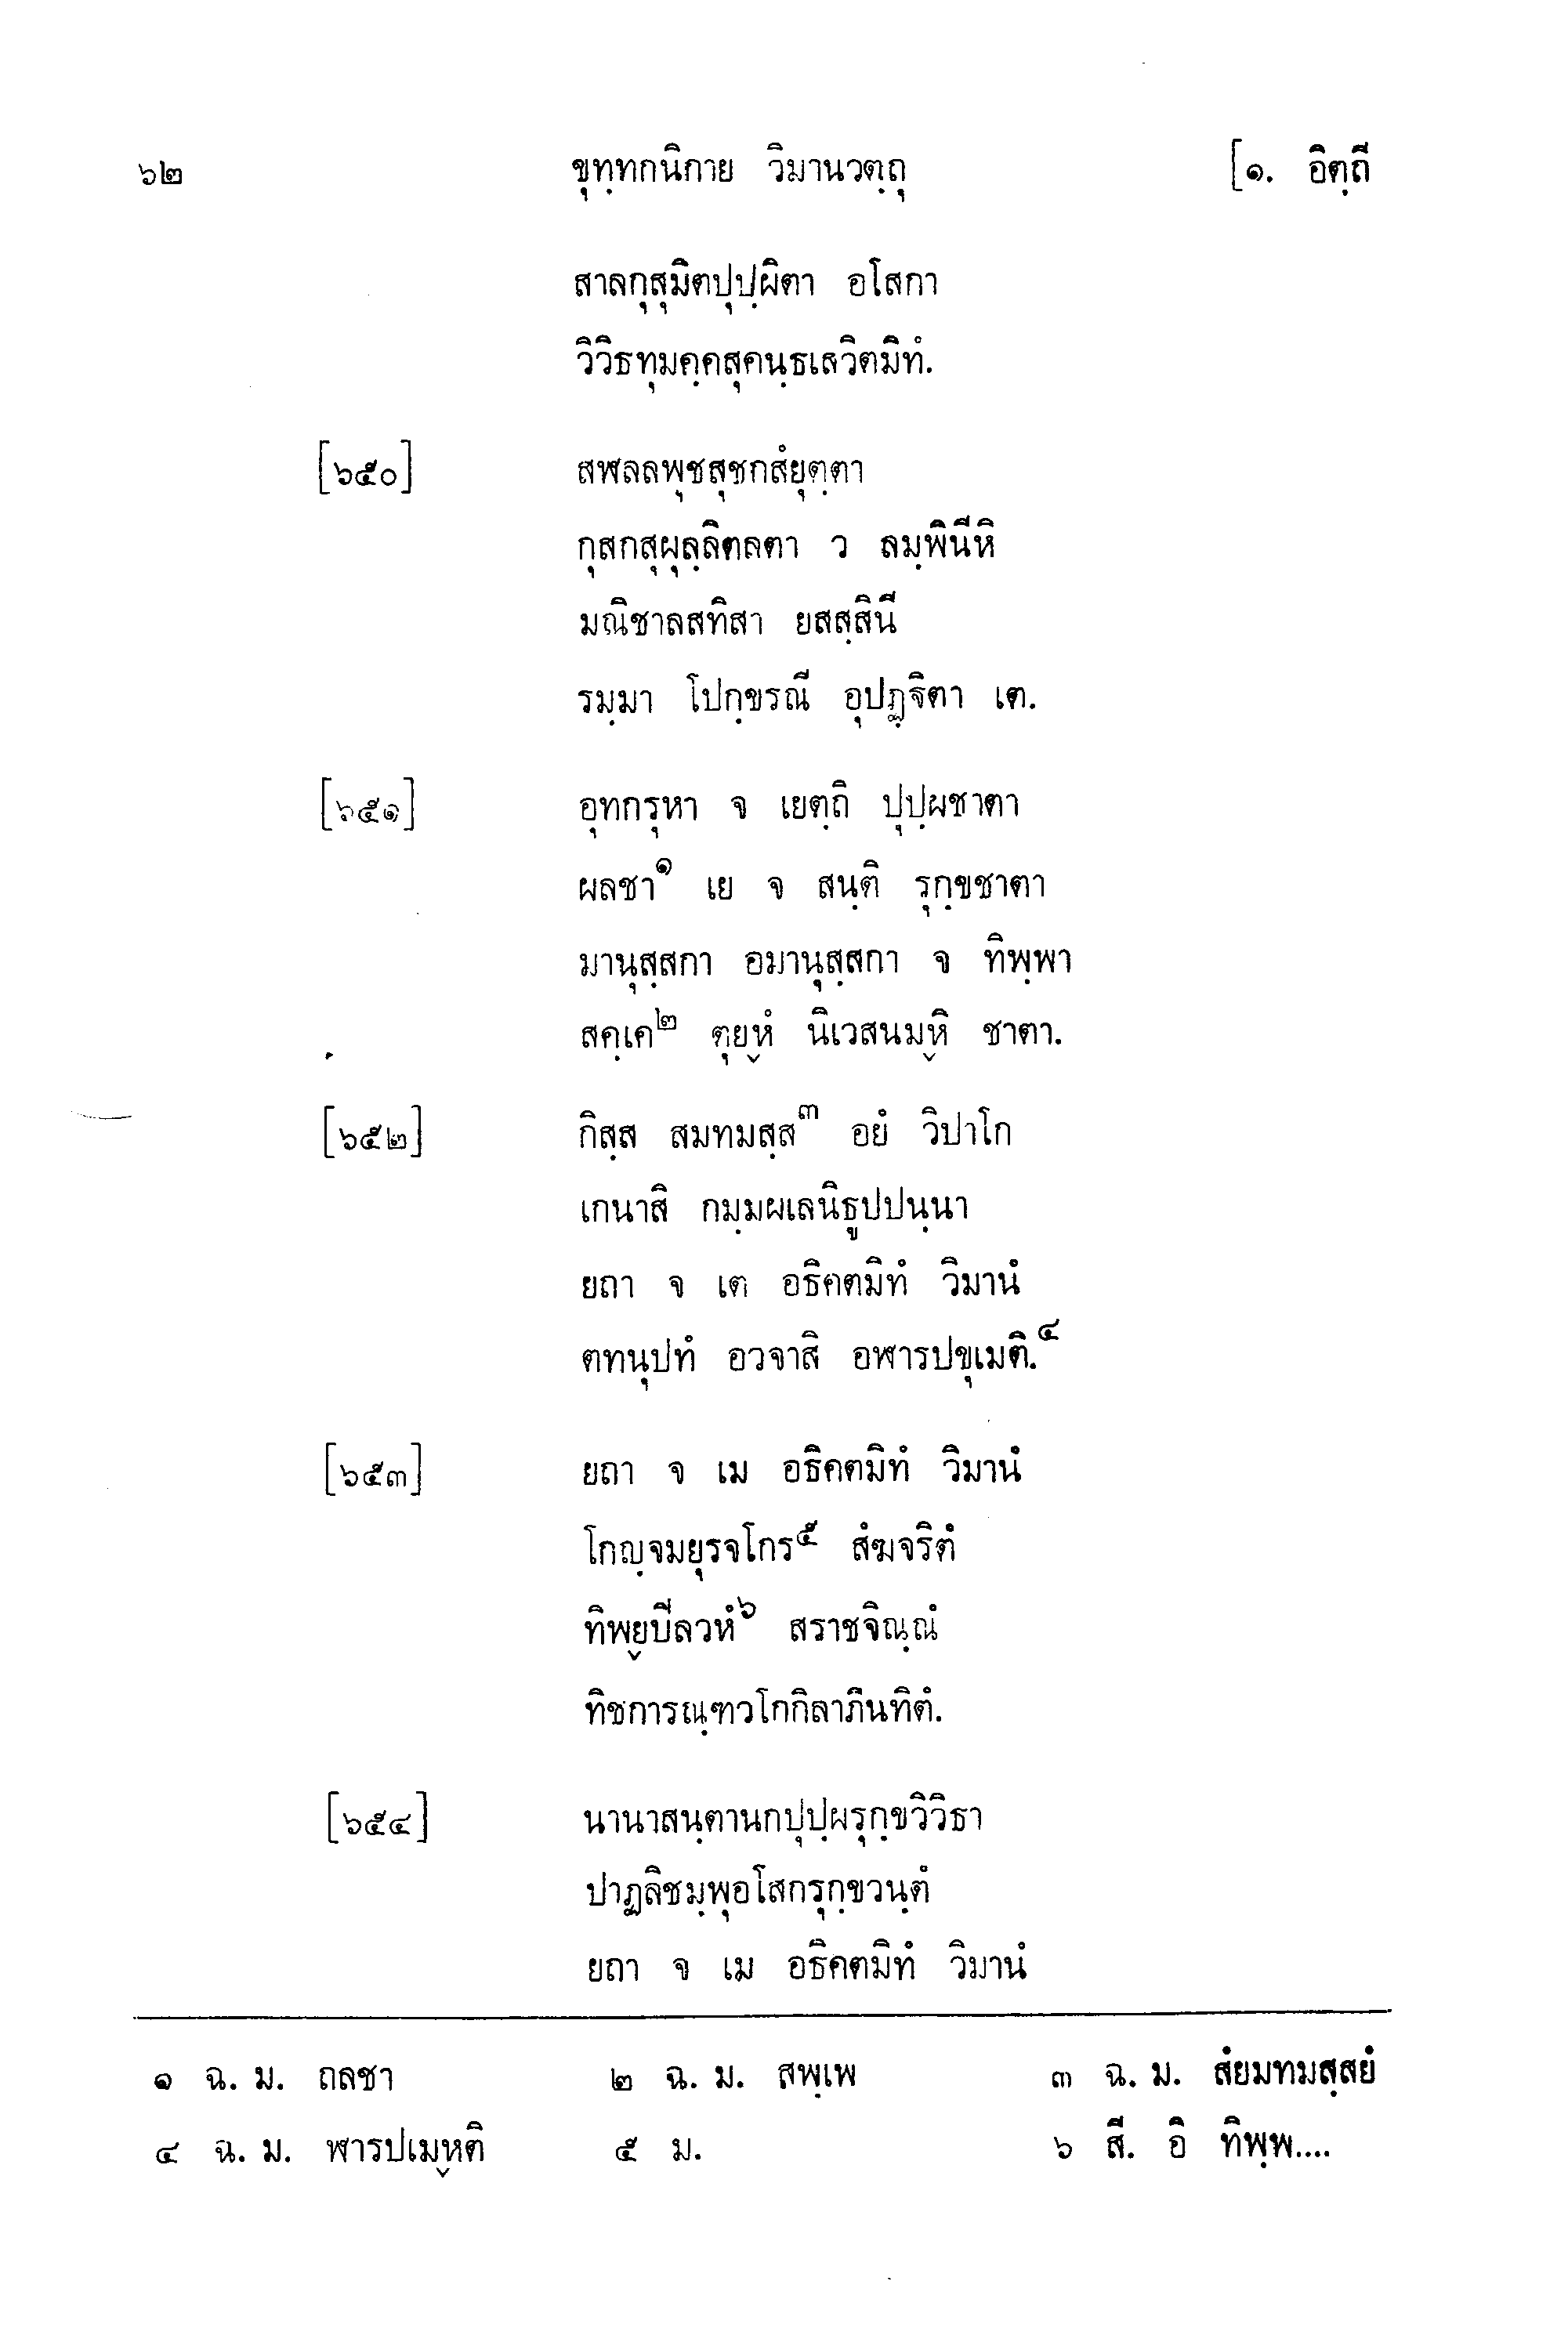 ๖๒ ขุทฺทกนิกาย วิมานวตฺถุ [๑. อิตฺถี
สาลกุสุมิตปุปฺผิตา อโสกา
วิวิธทุมคฺคสุคนฺธเสวิตมิทํ.
[๖๕๐] สฬลลพุชสุชกสํยุตฺตา
กุสกสุผุลฺลิตลตา ว ลมฺพินีหิ
มณิชาลสทิสา ยสสฺสินี
รมฺมา โปกฺขรณี อุปฏฺฐิตา เต.
[๖๕๑] อุทกรุหา จ เยตฺถิ ปุปฺผชาตา
ผลชา๑ เย จ สนฺติ รุกฺขชาตา
มานุสฺสกา อมานุสฺสกา จ ทิพฺพา
สคฺเค๒ ตุยฺหํ นิเวสนมฺหิ ชาตา.
[๖๕๒] กิสฺส สมทมสฺส๓ อยํ วิปาโก
เกนาสิ กมฺมผเลนิธูปปนฺนา
ยถา จ เต อธิคตมิทํ วิมานํ
ตทนุปทํ อวจาสิ อฬารปขุเมติ.๔
[๖๕๓] ยถา จ เม อธิคตมิทํ วิมานํ
โกญฺจมยุรจโกร๕ สํฆจริตํ
ทิพฺยปีลวหํ๖ สราชจิณฺณํ
ทิชการณฺฑวโกกิลาภินทิตํ.
[๖๕๔] นานาสนฺตานกปุปฺผรุกฺขวิวิธา
ปาฏลิชมฺพุอโสกรุกฺขวนฺตํ
ยถา จ เม อธิคตมิทํ วิมานํ
๑ ฉ. ม. ถลชา ๒ ฉ. ม. สพฺเพ ๓ ฉ. ม. สํยมทมสฺสยํ
๔ ฉ. ม. ฬารปเมฺหติ ๕ ม. ๖ สี. อิ ทิพฺพ....